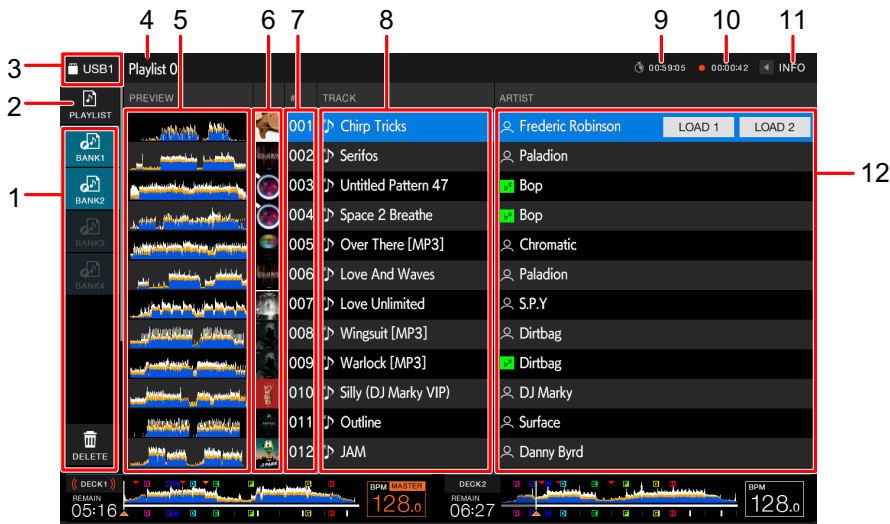 4 5 6 7 8 9 10 11
3 USB1 Playlist 0 00:59:05 00:00:42 INFO
2 PLAYLIST PREVIEW # TRACK ARTIST
001 Chirp Tricks Frederic Robinson LOAD 1 LOAD 2
BANK1 002 Serifos Paladion
1 BANK2 003 Untitled Pattern 47 Bop 12
004 Space 2 Breathe Bop
BANK3 005 Over There [MP3] Chromatic
BANK4 006 Love And Waves Paladion
007 Love Unlimited S.P.Y
008 Wingsuit [MP3] Dirtbag
009 Warlock [MP3] Dirtbag
010 Silly (DJ Marky VIP) DJ Marky
011 Outline Surface
DELETE 012 JAM Danny Byrd
DECK1 BPM MASTER DECK2 BPM
REMAIN 128.0 REMAIN 128.0
05:16 06:27